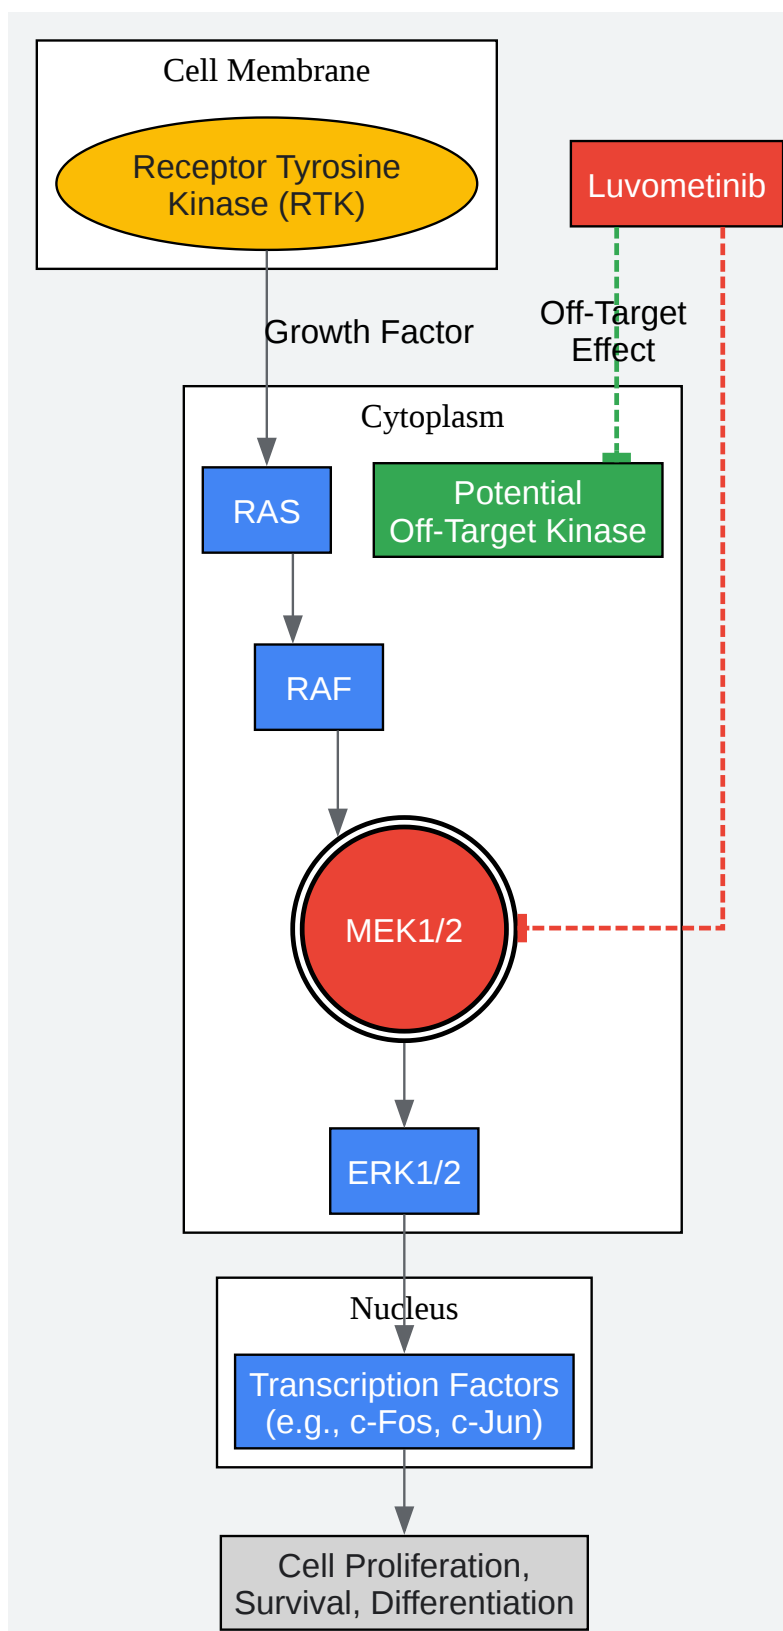 Cell Membrane
Receptor Tyrosine
Kinase (RTK)
Luvometinib
Growth Factor
Off-Target
Effect
Cytoplasm
RAS
Potential
Off-Target Kinase
RAF
MEK1/2
ERK1/2
Nucleus
Transcription Factors
(e.g., c-Fos, c-Jun)
Cell Proliferation,
Survival, Differentiation